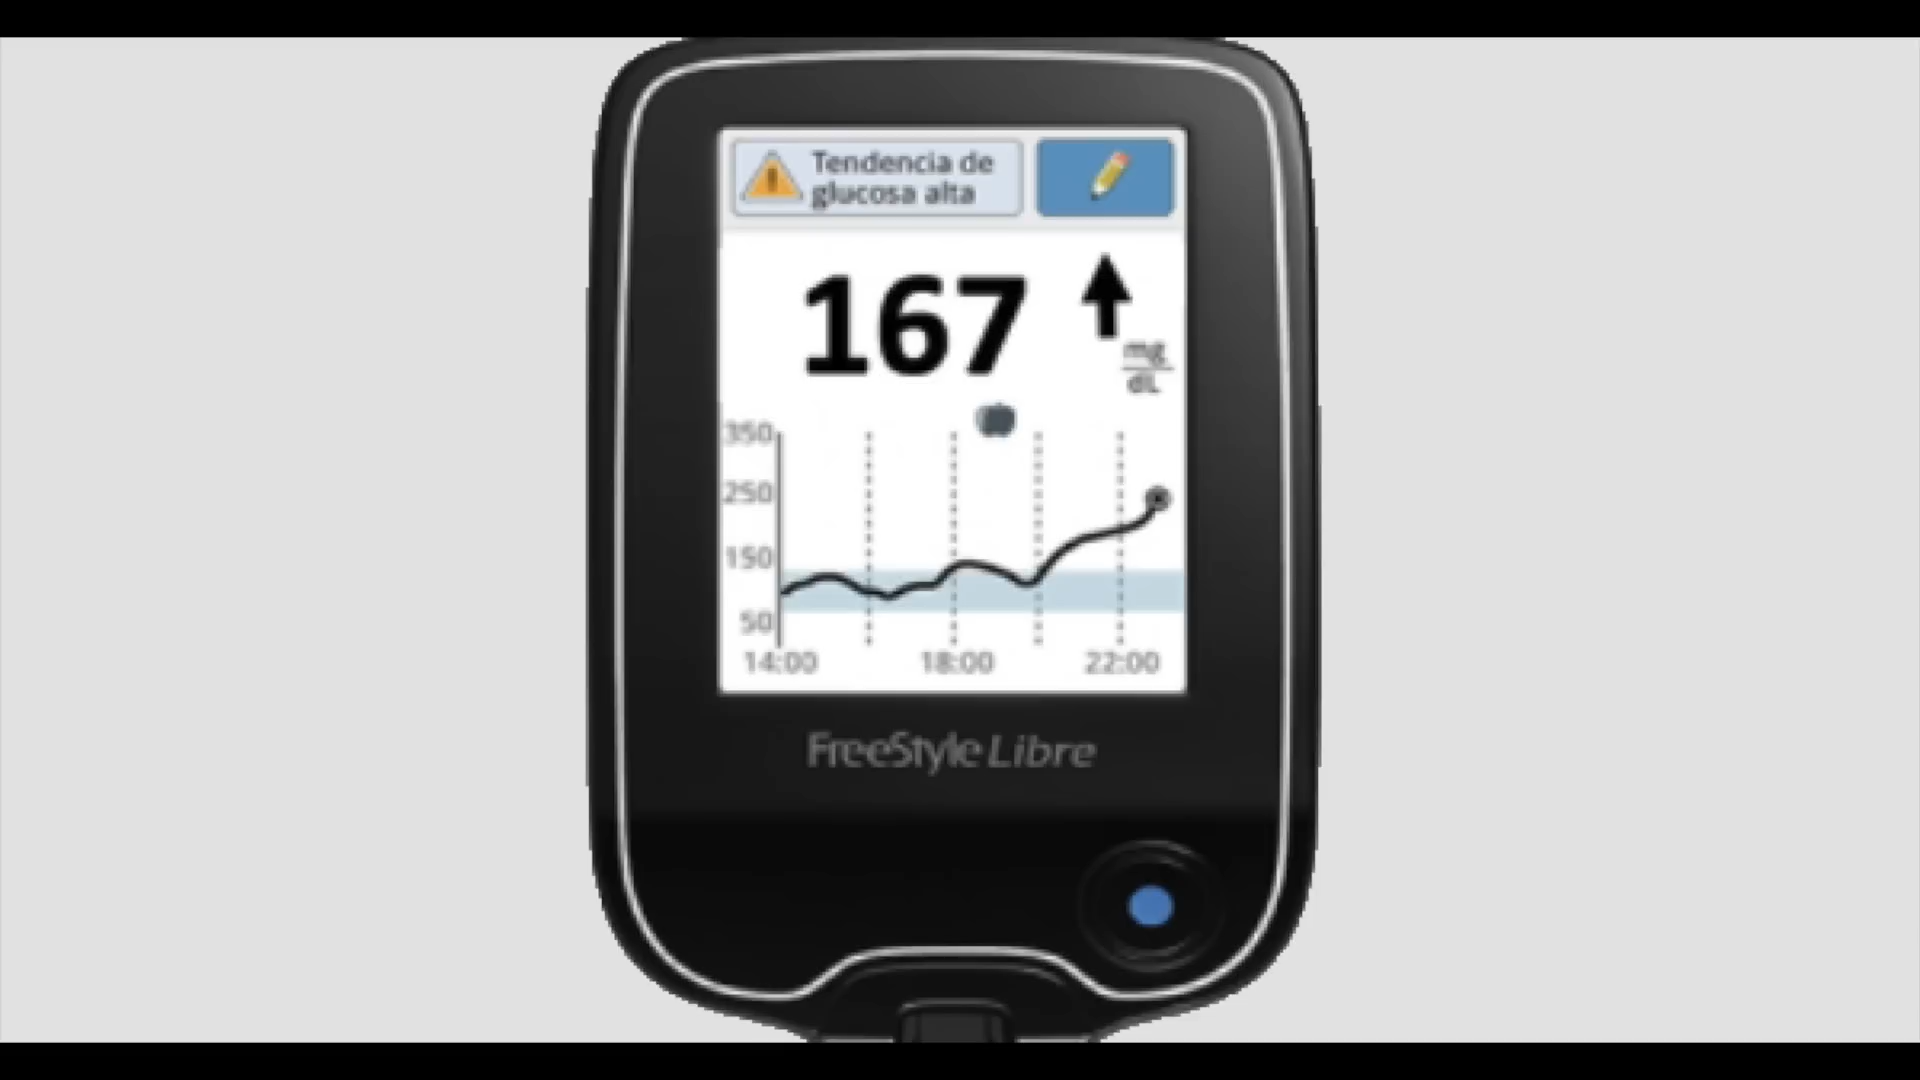 Tendencia de
glucosa alta
167
mg
dL
350
250
150
50
14:00 18:00 22:00
FreeStyle Libre